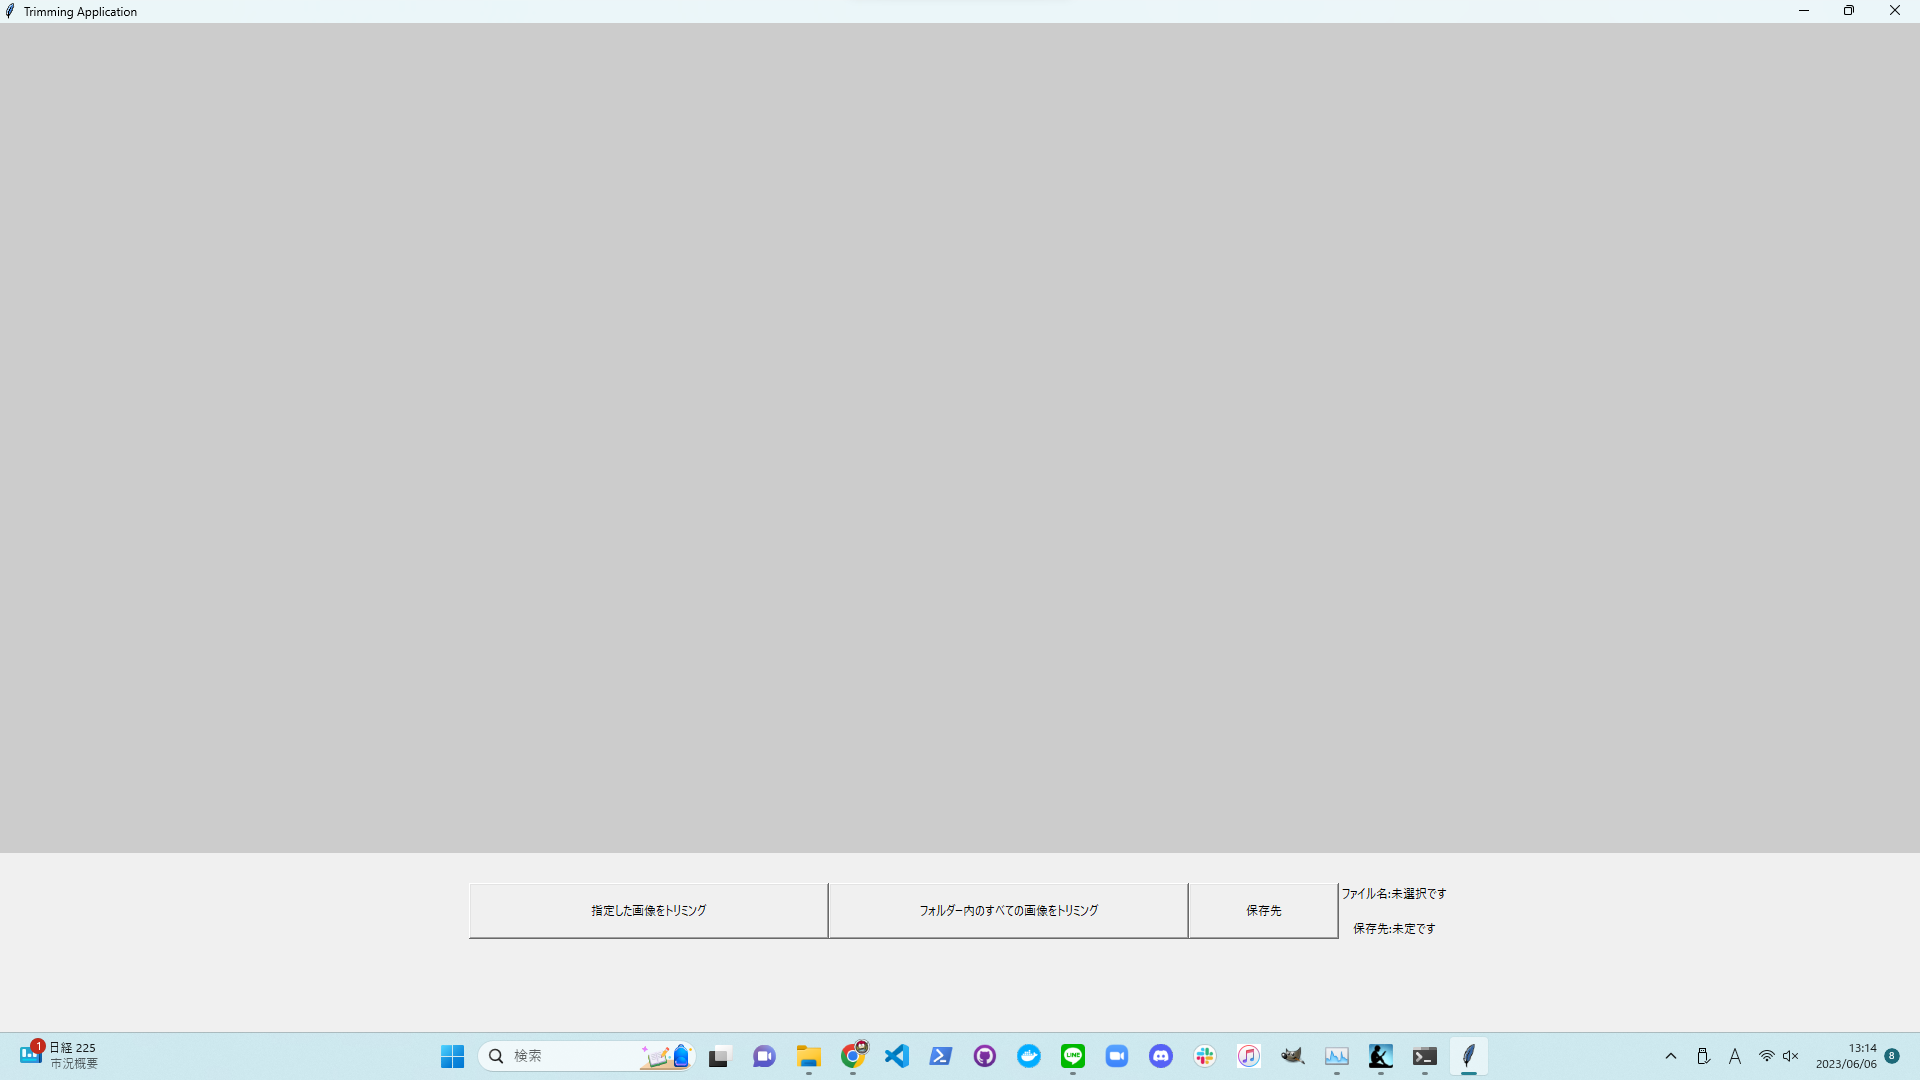 Trimming Application
指定した画像をトリミング
フォルダー内のすべての画像をトリミング
保存先
ファイル名:未選択です
保存先:未定です
1
日経 225
市況概要
検索
LINE
A
13:14
2023/06/06
8